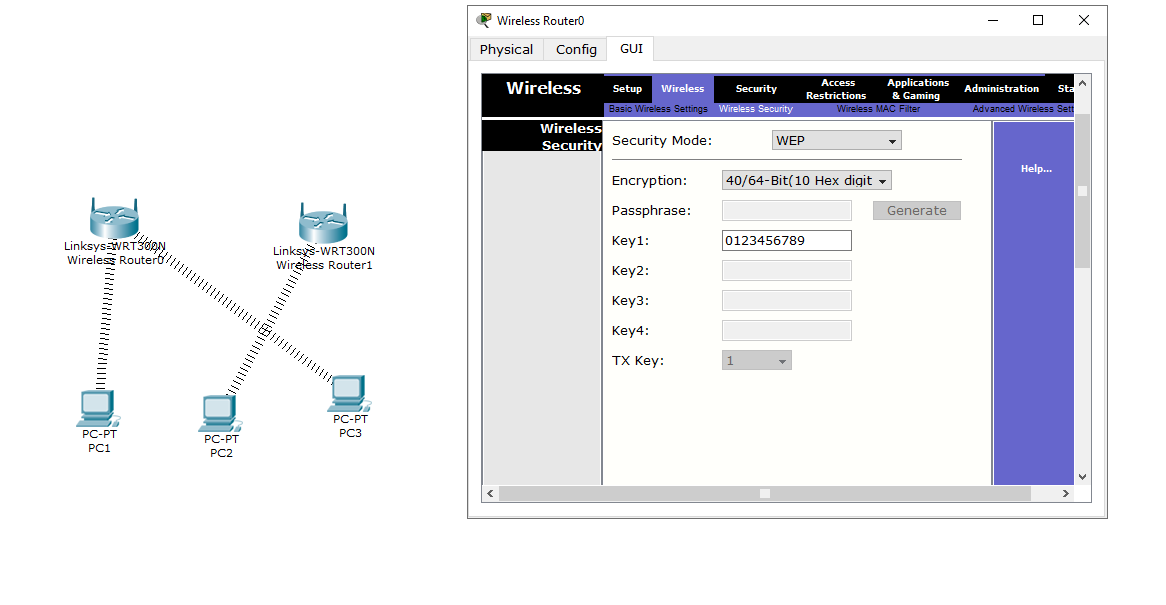 Wireless Router0
Physical Config GUI
Wireless
Setup Wireless Security Access Restrictions Applications & Gaming Administration Sta
Basic Wireless Settings Wireless Security Wireless MAC Filter Advanced Wireless Sett
Wireless
Security
Security Mode: WEP
Help...
Encryption: 40/64-Bit(10 Hex digit
Passphrase: Generate
Key1: 0123456789
Key2:
Key3:
Key4:
TX Key: 1
Linksys-WRT300N
Wireless Router0
Linksys-WRT300N
Wireless Router1
PC-PT
PC1
PC-PT
PC2
PC-PT
PC3